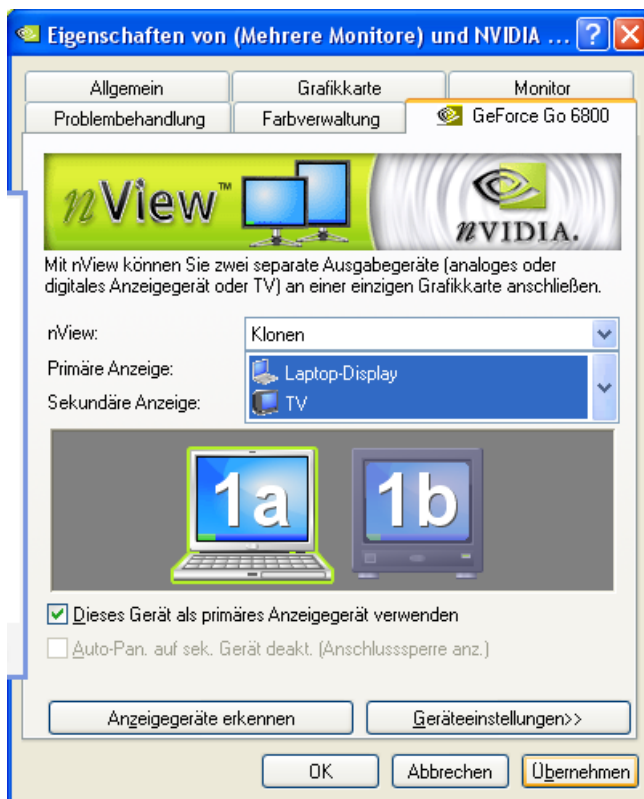 Eigenschaften von (Mehrere Monitore) und NVIDIA ...
Allgemein
Grafikkarte
Monitor
Problembehandlung
Farbverwaltung
GeForce Go 6800
nView™
nVIDIA.
Mit nView können Sie zwei separate Ausgabegeräte (analoges oder
digitales Anzeigegerät oder TV) an einer einzigen Grafikkarte anschließen.
nView:
Klonen
Primäre Anzeige:
Laptop-Display
Sekundäre Anzeige:
TV
1a
1b
Dieses Gerät als primäres Anzeigegerät verwenden
Auto-Pan. auf sek. Gerät deakt. (Anschlusssperre anz.)
Anzeigegeräte erkennen
Geräteeinstellungen>>
OK
Abbrechen
Übernehmen